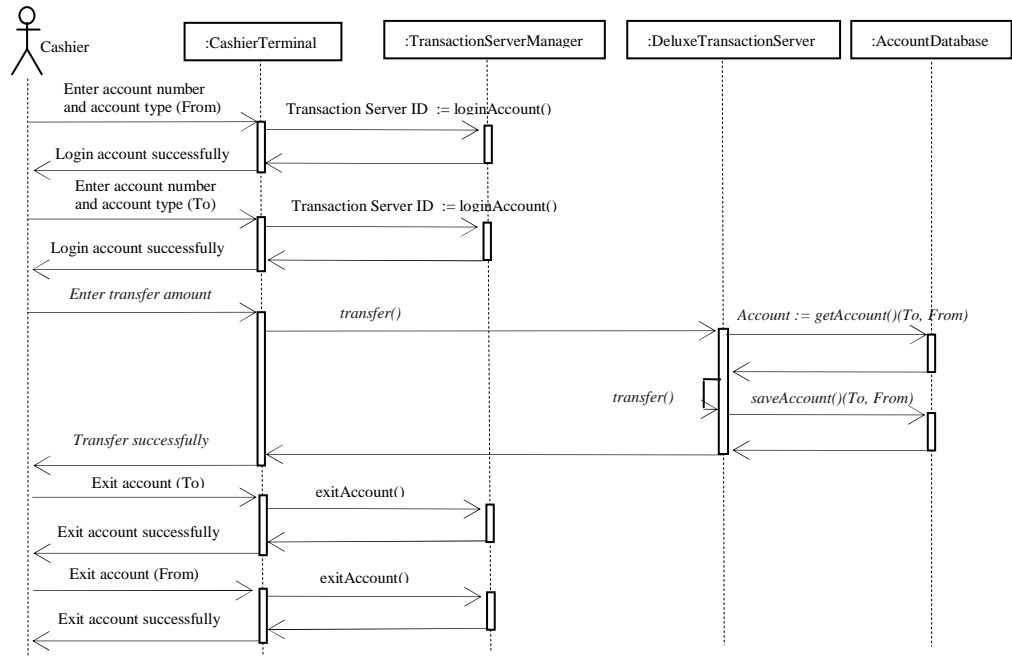 Cashier
:CashierTerminal
:TransactionServerManager
:DeluxeTransactionServer
:AccountDatabase
Enter account number
and account type (From)
Transaction Server ID := loginAccount()
Login account successfully
Enter account number
and account type (To)
Transaction Server ID := loginAccount()
Login account successfully
Enter transfer amount
transfer()
Account := getAccount()(To, From)
transfer()
saveAccount()(To, From)
Transfer successfully
Exit account (To)
exitAccount()
Exit account successfully
Exit account (From)
exitAccount()
Exit account successfully